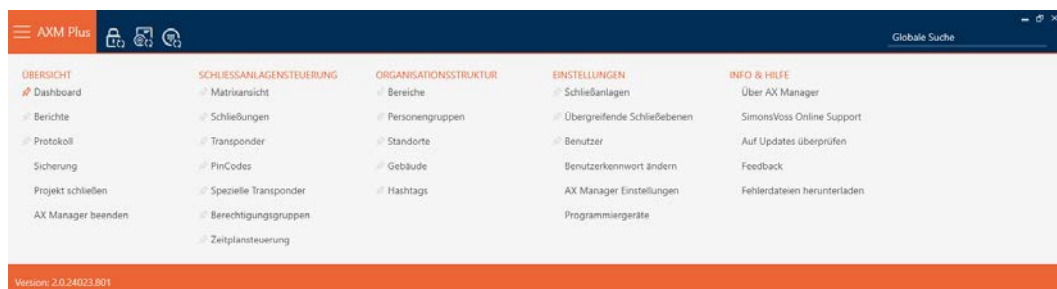 AXM Plus
Globale Suche
ÜBERSICHT
Dashboard
Berichte
Protokoll
Sicherung
Projekt schließen
AX Manager beenden
SCHLIESSANLAGENSTEUERUNG
Matrixansicht
Schließungen
Transponder
PinCodes
Spezielle Transponder
Berechtigungsgruppen
Zeitplansteuerung
ORGANISATIONSSTRUKTUR
Bereiche
Personengruppen
Standorte
Gebäude
Hashtags
EINSTELLUNGEN
Schließanlagen
Übergreifende Schließebenen
Benutzer
Benutzerkennwort ändern
AX Manager Einstellungen
Programmiergeräte
INFO & HILFE
Über AX Manager
SimonsVoss Online Support
Auf Updates überprüfen
Feedback
Fehlerdateien herunterladen
Version: 2.0.24023.801